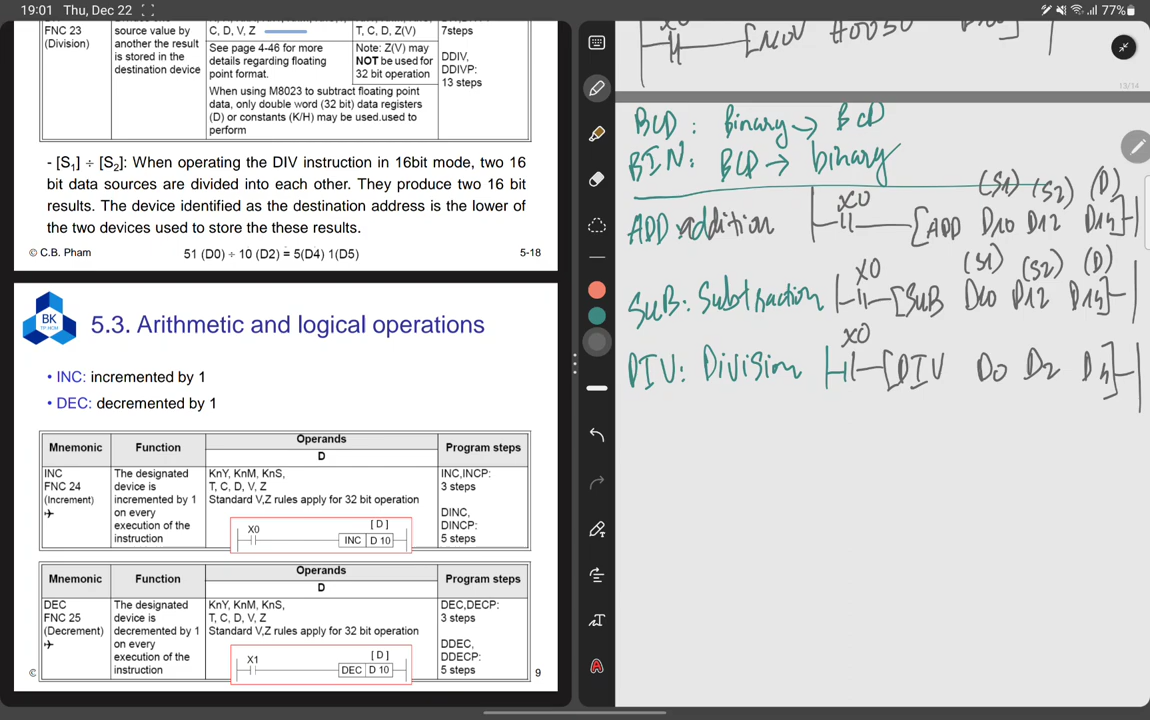 19:01 Thu, Dec 22
77%
FNC 23
(Division)
source value by
another the result
is stored in the
destination device
C, D, V, Z
See page 4-46 for more
details regarding floating
point format.
T, C, D, Z(V)
Note: Z(V) may
NOT be used for
32 bit operation
When using M8023 to subtract floating point
data, only double word (32 bit) data registers
(D) or constants (K/H) may be used.used to
perform
7steps
DDIV,
DDIVP:
13 steps
- [S1] ÷ [S2]: When operating the DIV instruction in 16bit mode, two 16
bit data sources are divided into each other. They produce two 16 bit
results. The device identified as the destination address is the lower of
the two devices used to store the these results.
© C.B. Pham
51 (D0) ÷ 10 (D2) = 5(D4) 1(D5)
5-18
BK
TP.HCM
5.3. Arithmetic and logical operations
• INC: incremented by 1
• DEC: decremented by 1
Mnemonic
Function
Operands
D
Program steps
INC
FNC 24
(Increment)
The designated
device is
incremented by 1
on every
execution of the
instruction
KnY, KnM, KnS,
T, C, D, V, Z
Standard V,Z rules apply for 32 bit operation
X0
[D]
INC D 10
INC,INCP:
3 steps
DINC,
DINCP:
5 steps
Mnemonic
Function
Operands
D
Program steps
DEC
FNC 25
(Decrement)
The designated
device is
decremented by 1
on every
execution of the
instruction
KnY, KnM, KnS,
T, C, D, V, Z
Standard V,Z rules apply for 32 bit operation
X1
[D]
DEC D 10
DEC,DECP:
3 steps
DDEC,
DDECP:
5 steps
©
9
X0
[MOV H0050
13/14
BCD: Binary → BCD
BIN: BCD → binary
(S1) (S2) (D)
ADD addition X0 [ADD D10 D12 D14]
(S1) (S2) (D)
SUB: Subtraction X0 [SUB D10 D12 D14]
DIV: Division X0 [DIV D0 D2 D4]